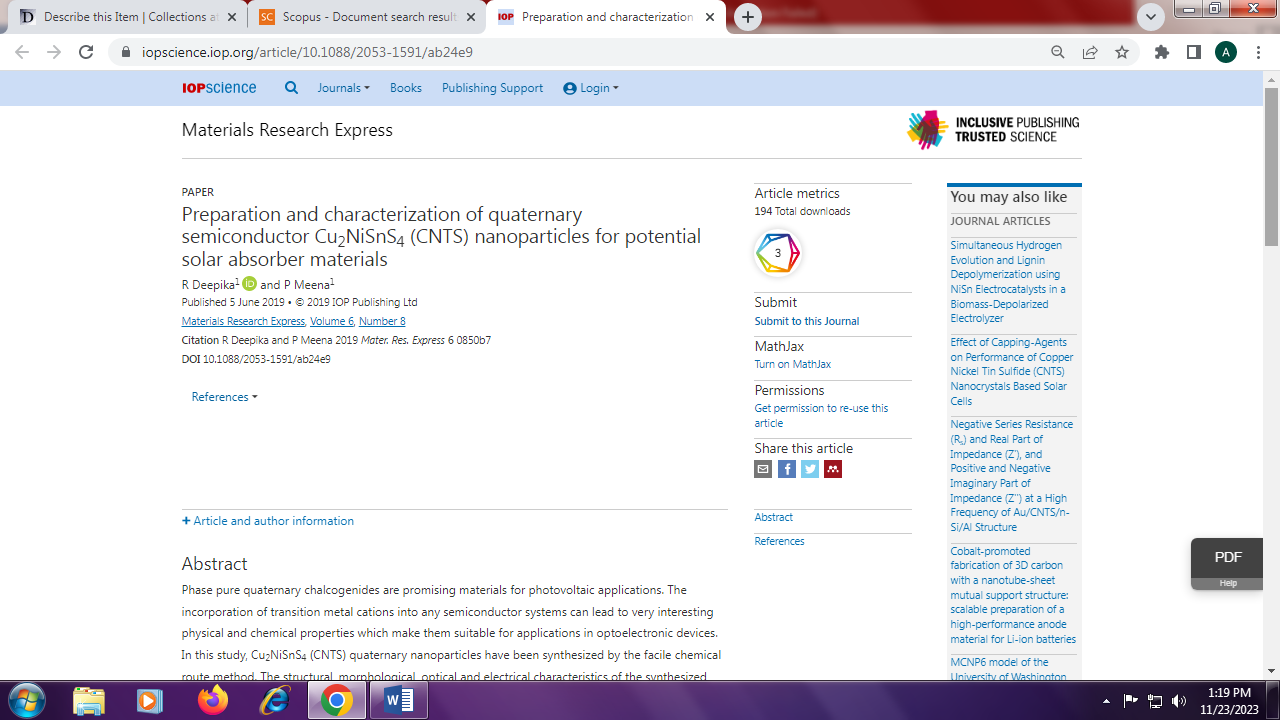 Describe this Item | Collections at
Scopus - Document search result
Preparation and characterization
iopscience.iop.org/article/10.1088/2053-1591/ab24e9
A
IOPscience
Journals
Books
Publishing Support
Login
Materials Research Express
INCLUSIVE PUBLISHING
TRUSTED SCIENCE
PAPER
Preparation and characterization of quaternary
semiconductor Cu₂NiSnS₄ (CNTS) nanoparticles for potential
solar absorber materials
R Deepika¹ iD and P Meena¹
Published 5 June 2019 • © 2019 IOP Publishing Ltd
Materials Research Express, Volume 6, Number 8
Citation R Deepika and P Meena 2019 Mater. Res. Express 6 0850b7
DOI 10.1088/2053-1591/ab24e9
References
+ Article and author information
Abstract
Phase pure quaternary chalcogenides are promising materials for photovoltaic applications. The
incorporation of transition metal cations into any semiconductor systems can lead to very interesting
physical and chemical properties which make them suitable for applications in optoelectronic devices.
In this study, Cu₂NiSnS₄ (CNTS) quaternary nanoparticles have been synthesized by the facile chemical
route method. The structural, morphological, optical and electrical characteristics of the synthesized
Article metrics
194 Total downloads
3
Submit
Submit to this Journal
MathJax
Turn on MathJax
Permissions
Get permission to re-use this
article
Share this article
Abstract
References
You may also like
JOURNAL ARTICLES
Simultaneous Hydrogen
Evolution and Lignin
Depolymerization using
NiSn Electrocatalysts in a
Biomass-Depolarized
Electrolyzer
Effect of Capping-Agents
on Performance of Copper
Nickel Tin Sulfide (CNTS)
Nanocrystals Based Solar
Cells
Negative Series Resistance
(Rₛ) and Real Part of
Impedance (Z′), and
Positive and Negative
Imaginary Part of
Impedance (Z′′) at a High
Frequency of Au/CNTS/n-
Si/Al Structure
Cobalt-promoted
fabrication of 3D carbon
with a nanotube-sheet
mutual support structure:
scalable preparation of a
high-performance anode
material for Li-ion batteries
MCNP6 model of the
University of Washington
PDF
Help
1:19 PM
11/23/2023